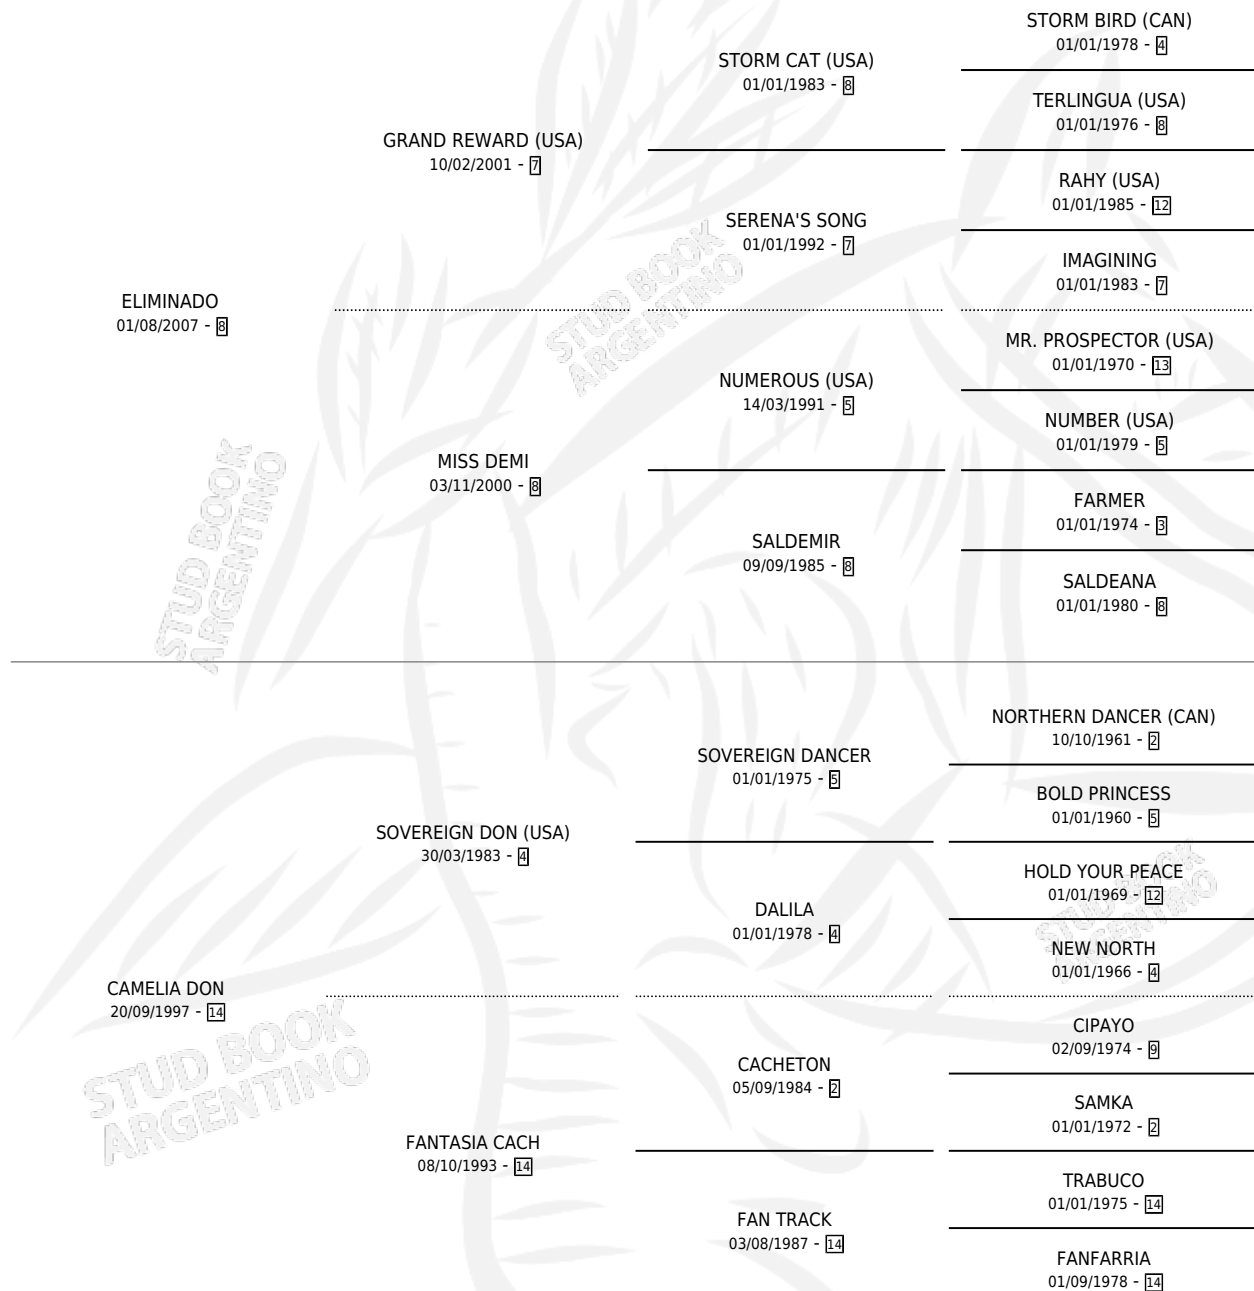 STORM BIRD (CAN)
01/01/1978 - 4
STORM CAT (USA)
01/01/1983 - 8
TERLINGUA (USA)
01/01/1976 - 8
GRAND REWARD (USA)
10/02/2001 - 7
RAHY (USA)
01/01/1985 - 12
SERENA'S SONG
01/01/1992 - 7
IMAGINING
01/01/1983 - 7
ELIMINADO
01/08/2007 - 8
MR. PROSPECTOR (USA)
01/01/1970 - 13
NUMEROUS (USA)
14/03/1991 - 5
NUMBER (USA)
01/01/1979 - 5
MISS DEMI
03/11/2000 - 8
FARMER
01/01/1974 - 3
SALDEMIR
09/09/1985 - 8
SALDEANA
01/01/1980 - 8
NORTHERN DANCER (CAN)
10/10/1961 - 2
SOVEREIGN DANCER
01/01/1975 - 5
BOLD PRINCESS
01/01/1960 - 5
SOVEREIGN DON (USA)
30/03/1983 - 4
HOLD YOUR PEACE
01/01/1969 - 12
DALILA
01/01/1978 - 4
NEW NORTH
01/01/1966 - 4
CAMELIA DON
20/09/1997 - 14
CIPAYO
02/09/1974 - 9
CACHETON
05/09/1984 - 2
SAMKA
01/01/1972 - 2
FANTASIA CACH
08/10/1993 - 14
TRABUCO
01/01/1975 - 14
FAN TRACK
03/08/1987 - 14
FANFARRIA
01/09/1978 - 14
STUD BOOK
ARGENTINO
STUD BOOK
ARGENTINO
STUD BOOK
ARGENTINO
STUD BOOK
ARGENTINO